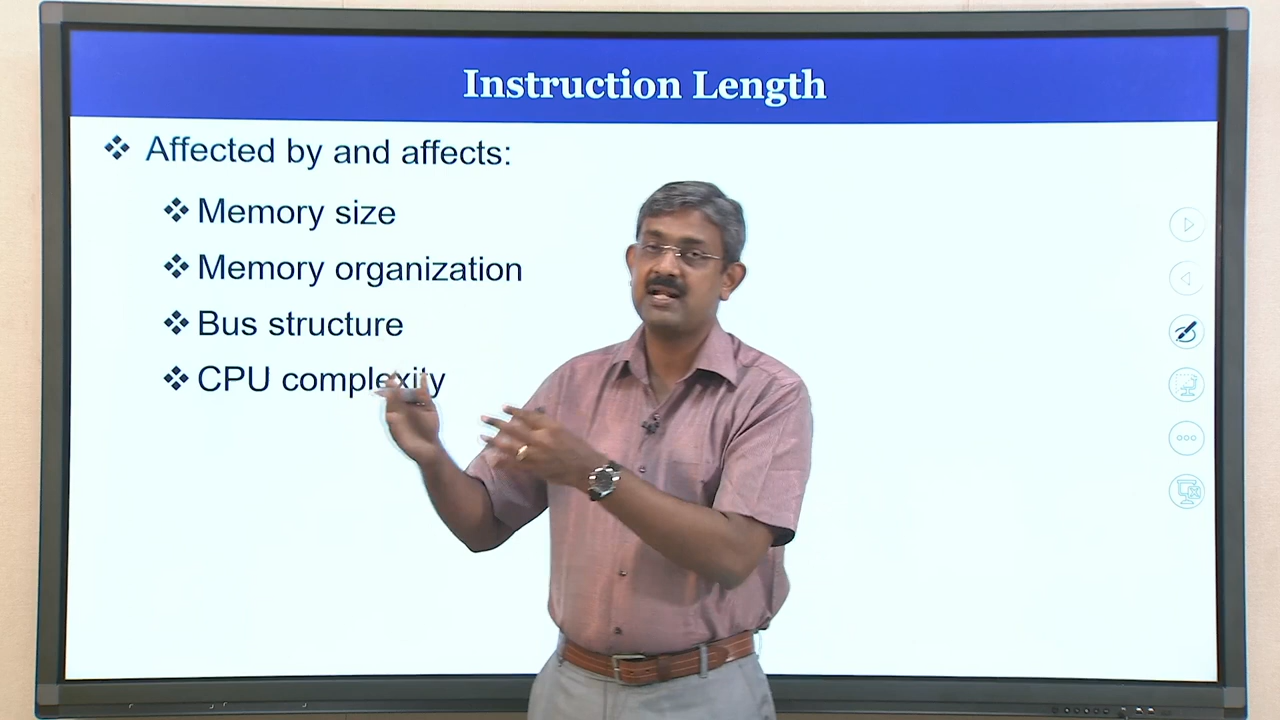 Instruction Length
❖ Affected by and affects:
❖ Memory size
❖ Memory organization
❖ Bus structure
❖ CPU complexity